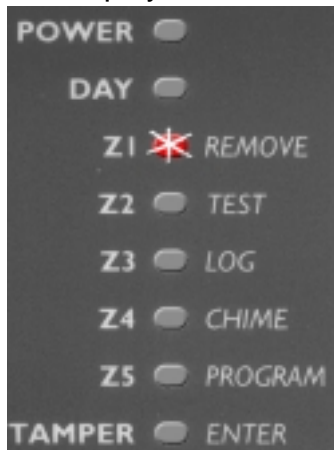 POWER
DAY
Z1 REMOVE
Z2 TEST
Z3 LOG
Z4 CHIME
Z5 PROGRAM
TAMPER ENTER